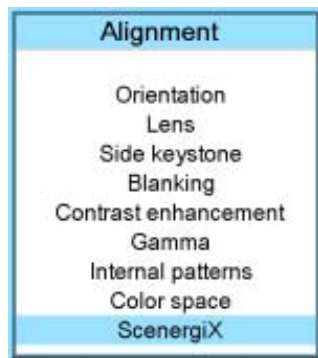 Alignment
Orientation
Lens
Side keystone
Blanking
Contrast enhancement
Gamma
Internal patterns
Color space
ScenergiX